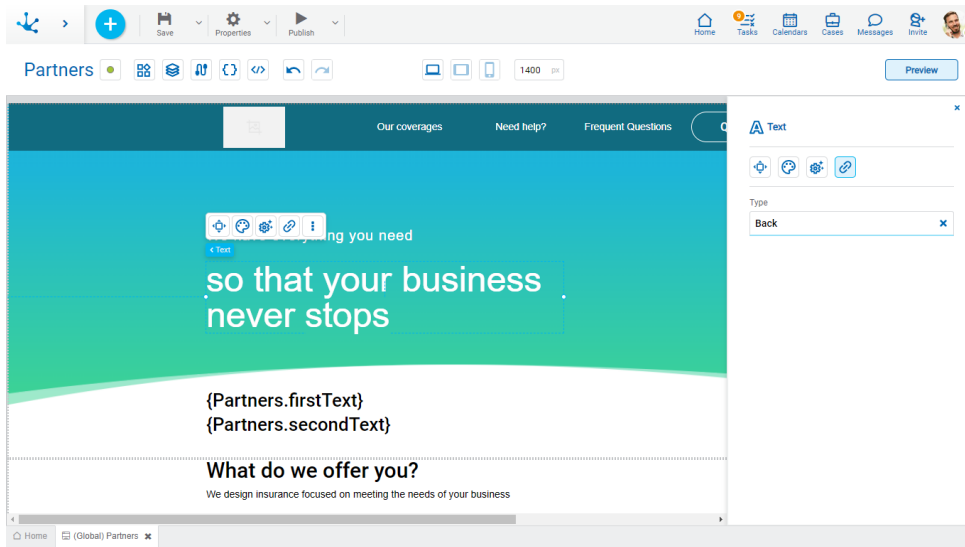 Save
Properties
Publish
Home
9
Tasks
Calendars
Cases
Messages
Invite
Partners
1400 px
Preview
Our coverages
Need help?
Frequent Questions
Text
Type
Back
everything you need
Text
so that your business
never stops
{Partners.firstText}
{Partners.secondText}
What do we offer you?
We design insurance focused on meeting the needs of your business
Home
(Global) Partners